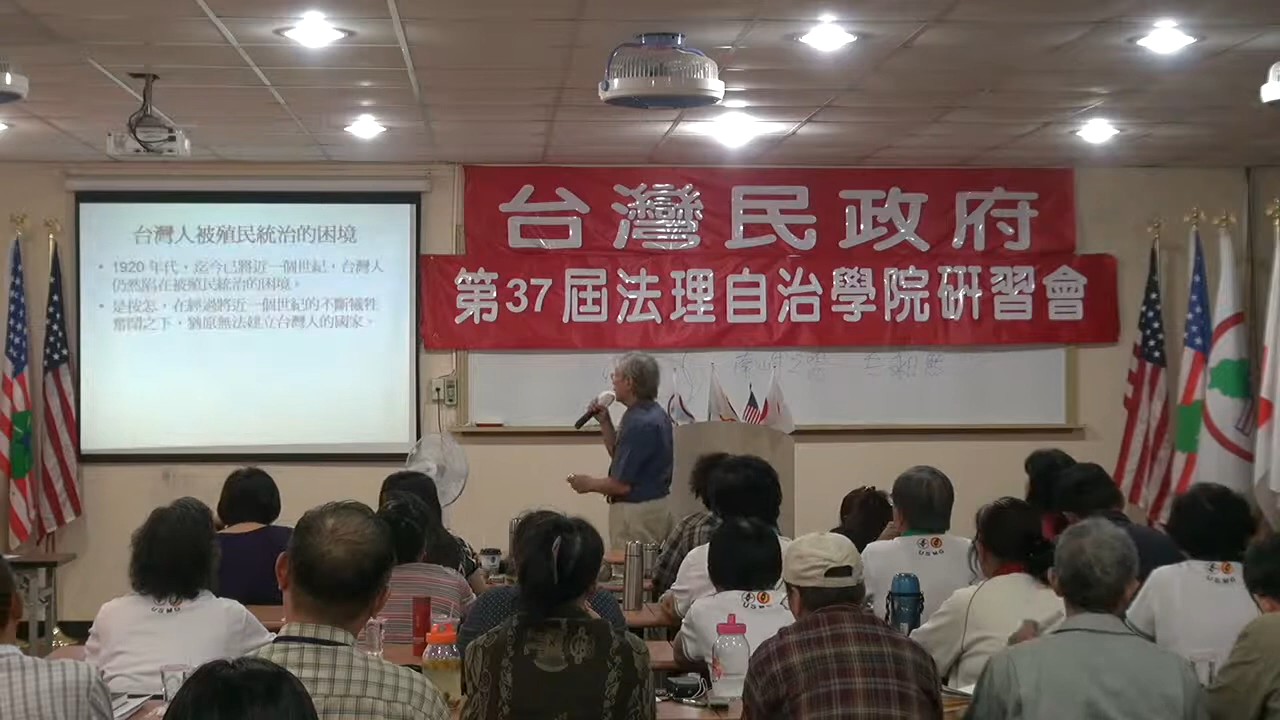 台灣民政府
第37屆法理自治學院研習會
台灣人被殖民統治的困境
• 1920 年代，迄今已將近一個世紀，台灣人
仍然陷在被殖民統治的困境。
• 是按怎，在經過將近一個世紀的不斷犧牲
奮鬪之下，猶原無法建立台灣人的國家。
USMG
USMG